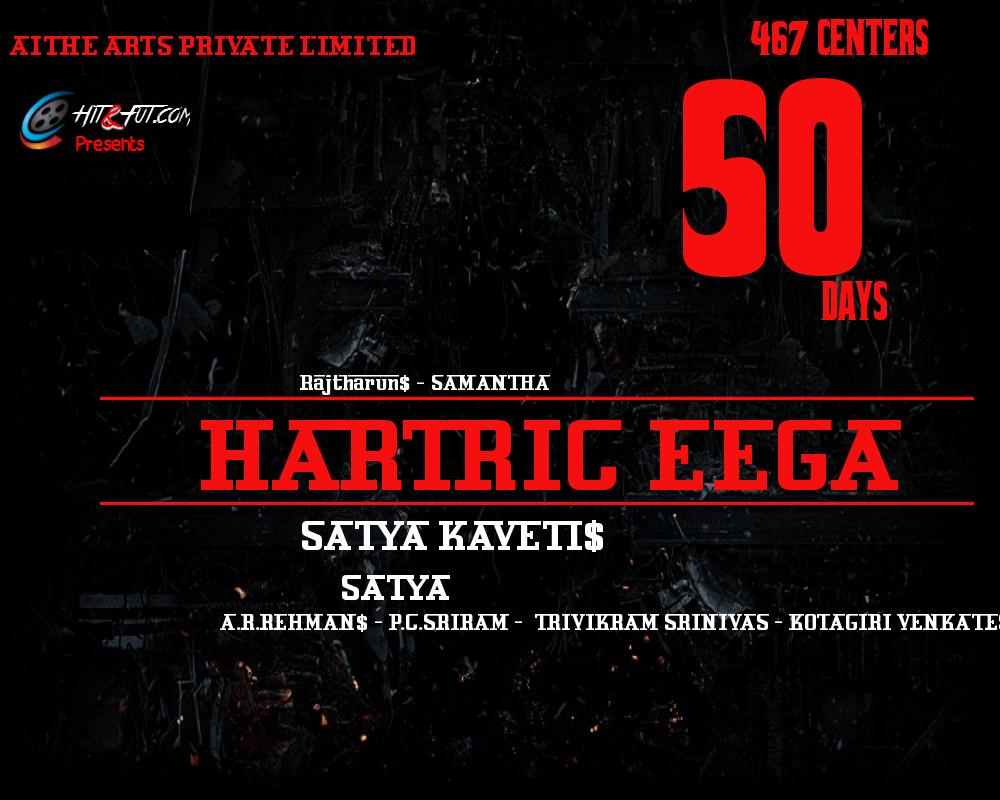 AITHE ARTS PRIVATE LIMITED
467 CENTERS
HIT&FUT.COM
Presents
50
DAYS
Rajtharun$ - SAMANTHA
HARTRIC EEGA
SATYA KAVETI$
SATYA
A.R.REHMAN$ - P.C.SRIRAM - TRIVIKRAM SRINIVAS - KOTAGIRI VENKATES